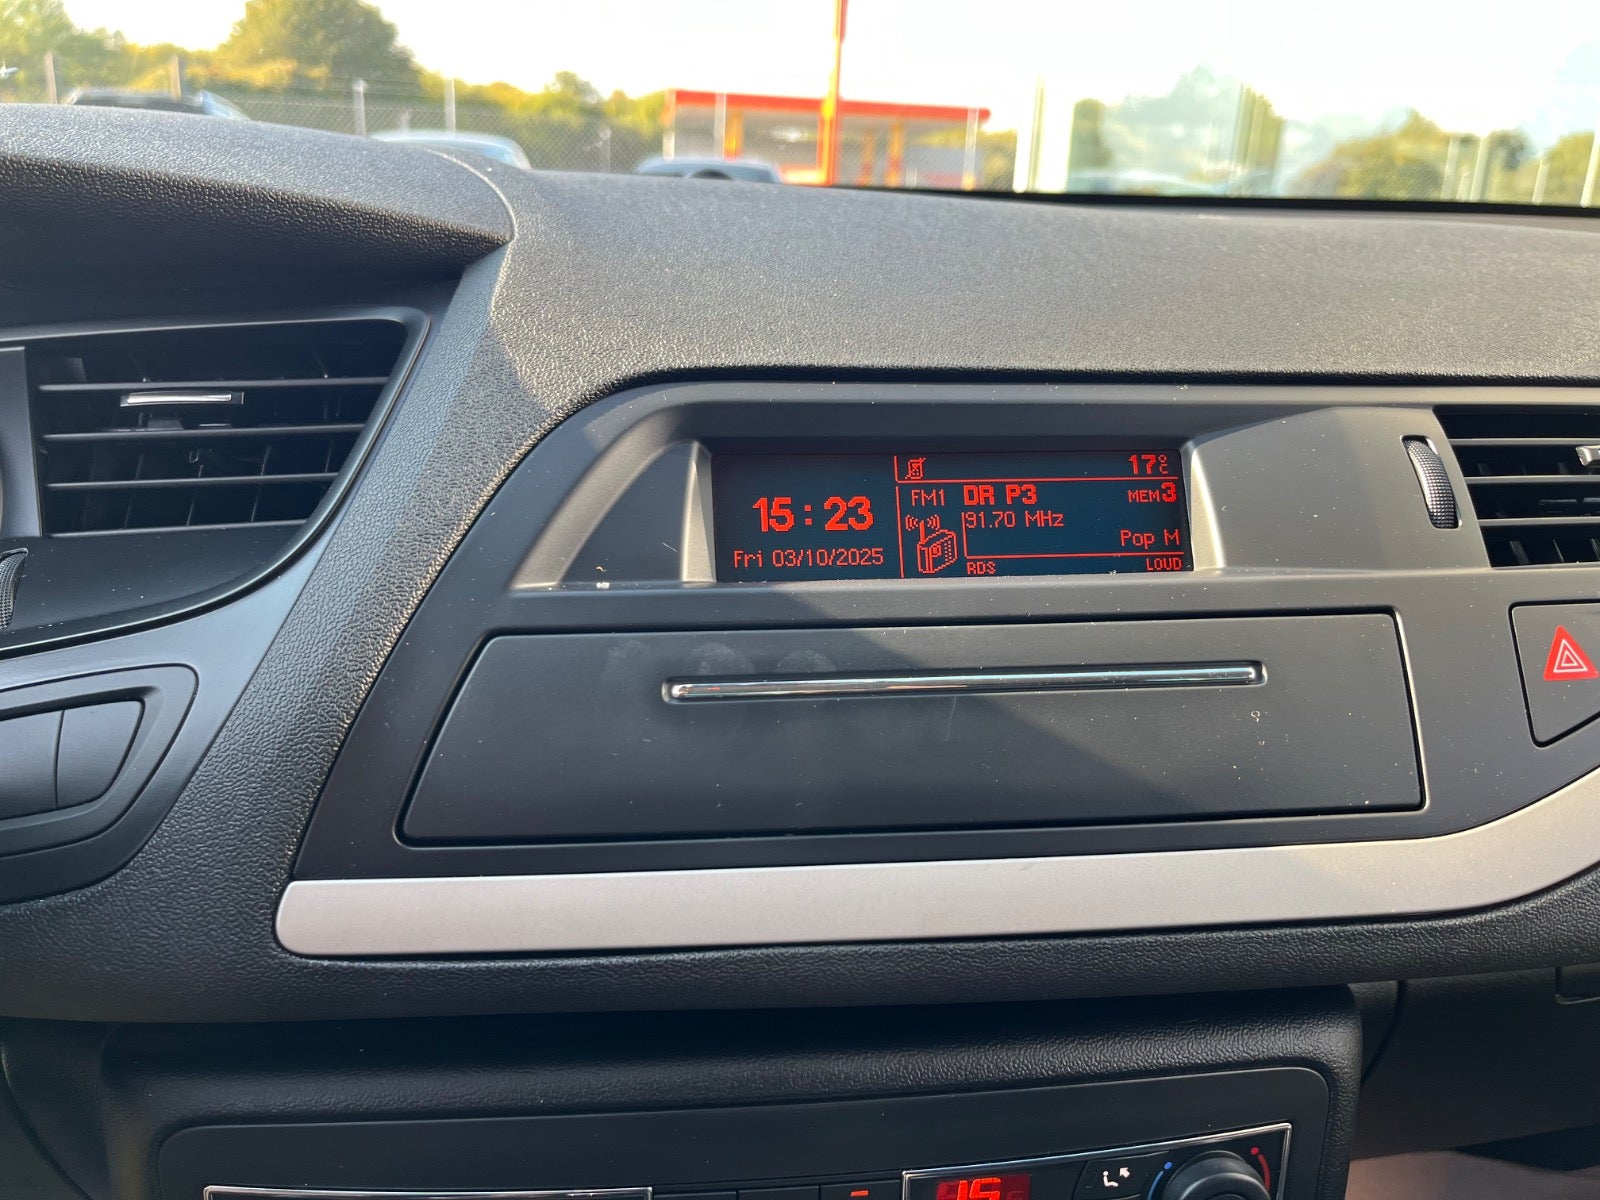 17°C
FM1 DR P3 MEM3
15:23
91.70 MHz
Pop M
Fri 03/10/2025
RDS LOUD